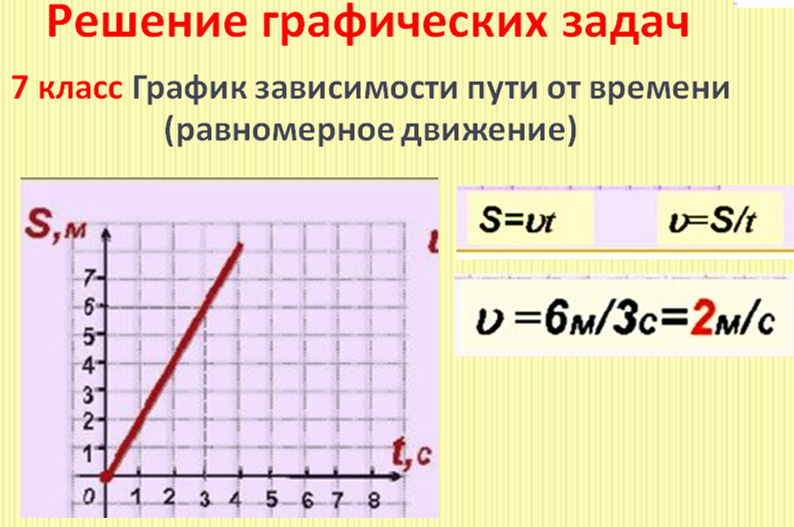 Решение графических задач
7 класс График зависимости пути от времени
(равномерное движение)
S,м
7
6
5
4
3
2
1
0 1 2 3 4 5 6 7 8
t,с
S=υt υ=S/t
υ=6м/3с=2м/с